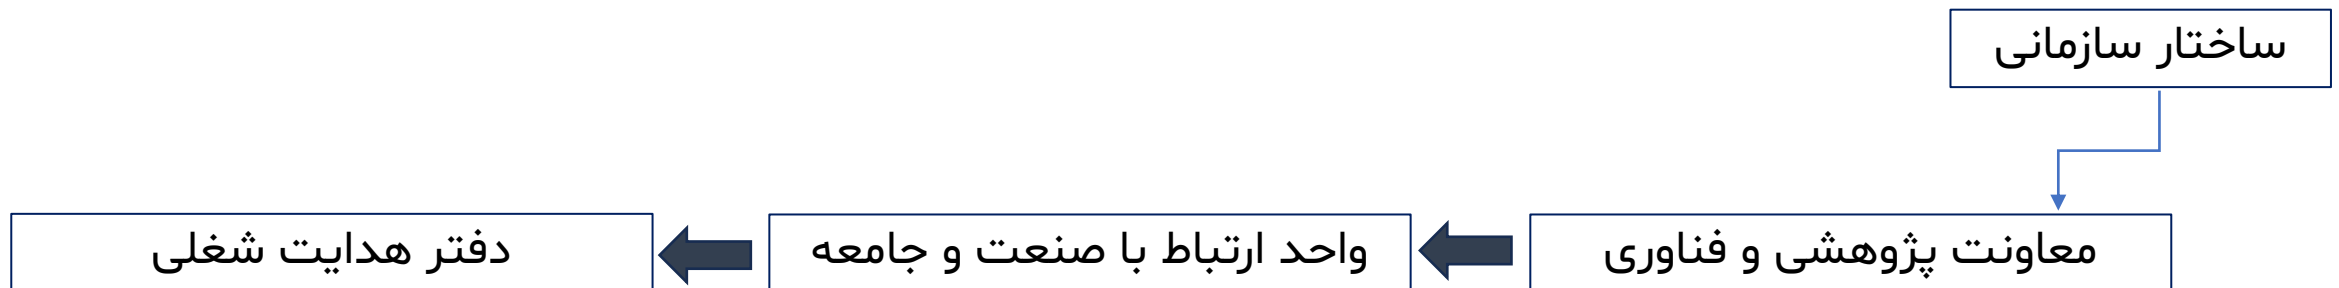 ساختار سازمانی
معاونت پژوهشی و فناوری
واحد ارتباط با صنعت و جامعه
دفتر هدایت شغلی